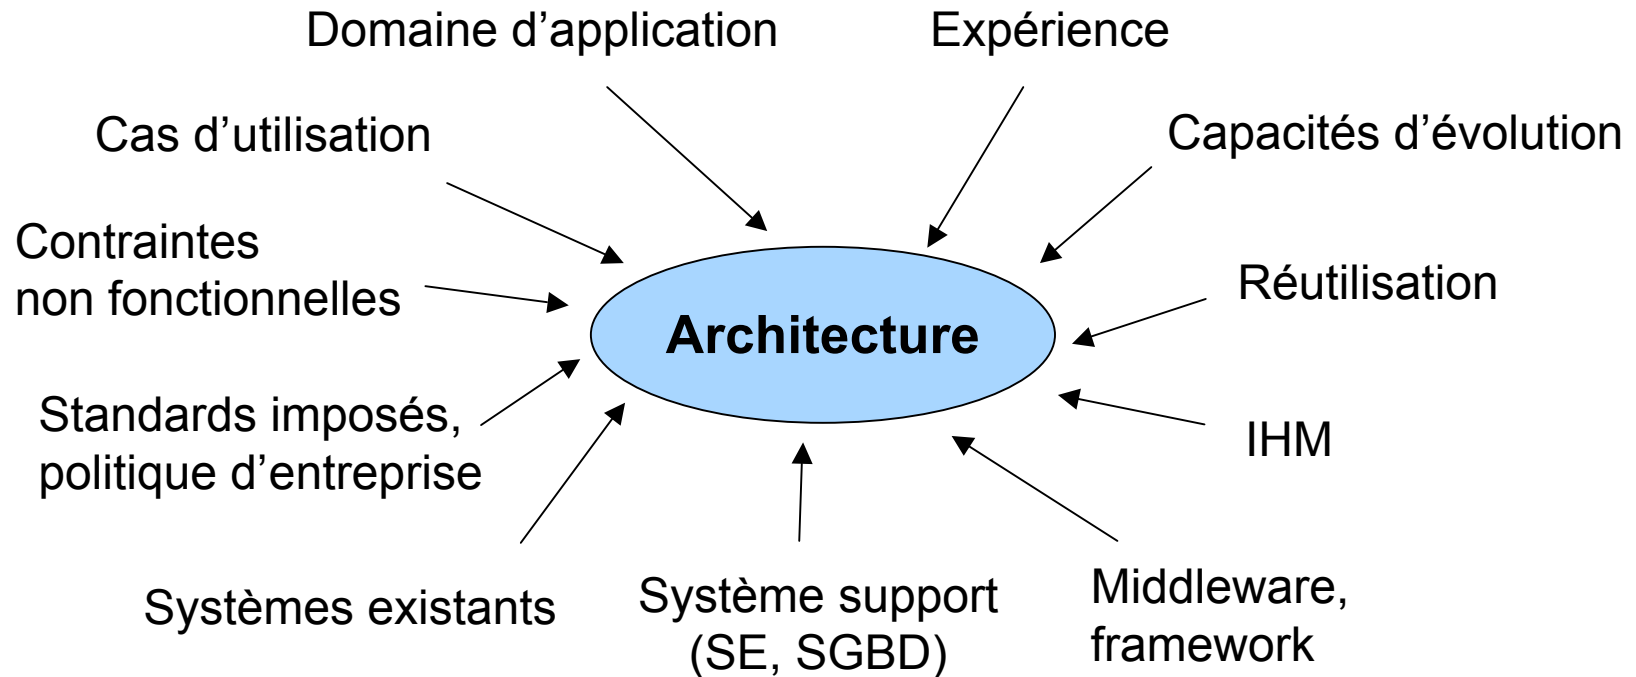 Domaine d’application
Expérience
Cas d’utilisation
Capacités d’évolution
Contraintes
non fonctionnelles
Réutilisation
Architecture
Standards imposés,
politique d’entreprise
IHM
Systèmes existants
Système support
(SE, SGBD)
Middleware,
framework